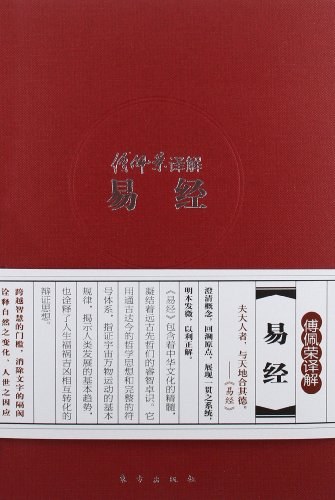 傅佩荣译解
易经
傅佩荣译解
《易经》
夫大人者，与天地合其德。
《易经》
澄清概念，回溯原点，展现一贯之系统，
明本发微，以利正解。
《易经》包含着中华文化的精髓，
凝结着远古先哲们的睿智卓识。它
用通古达今的哲学思想和完整的符
号体系，指证宇宙万物运动的基本
规律，揭示人类发展的基本趋势，
也诠释了人生福祸吉凶相互转化的
辩证思想。
跨越智慧的门槛，消除文字的隔阂
诠释自然之变化，人世之因应
东方出版社